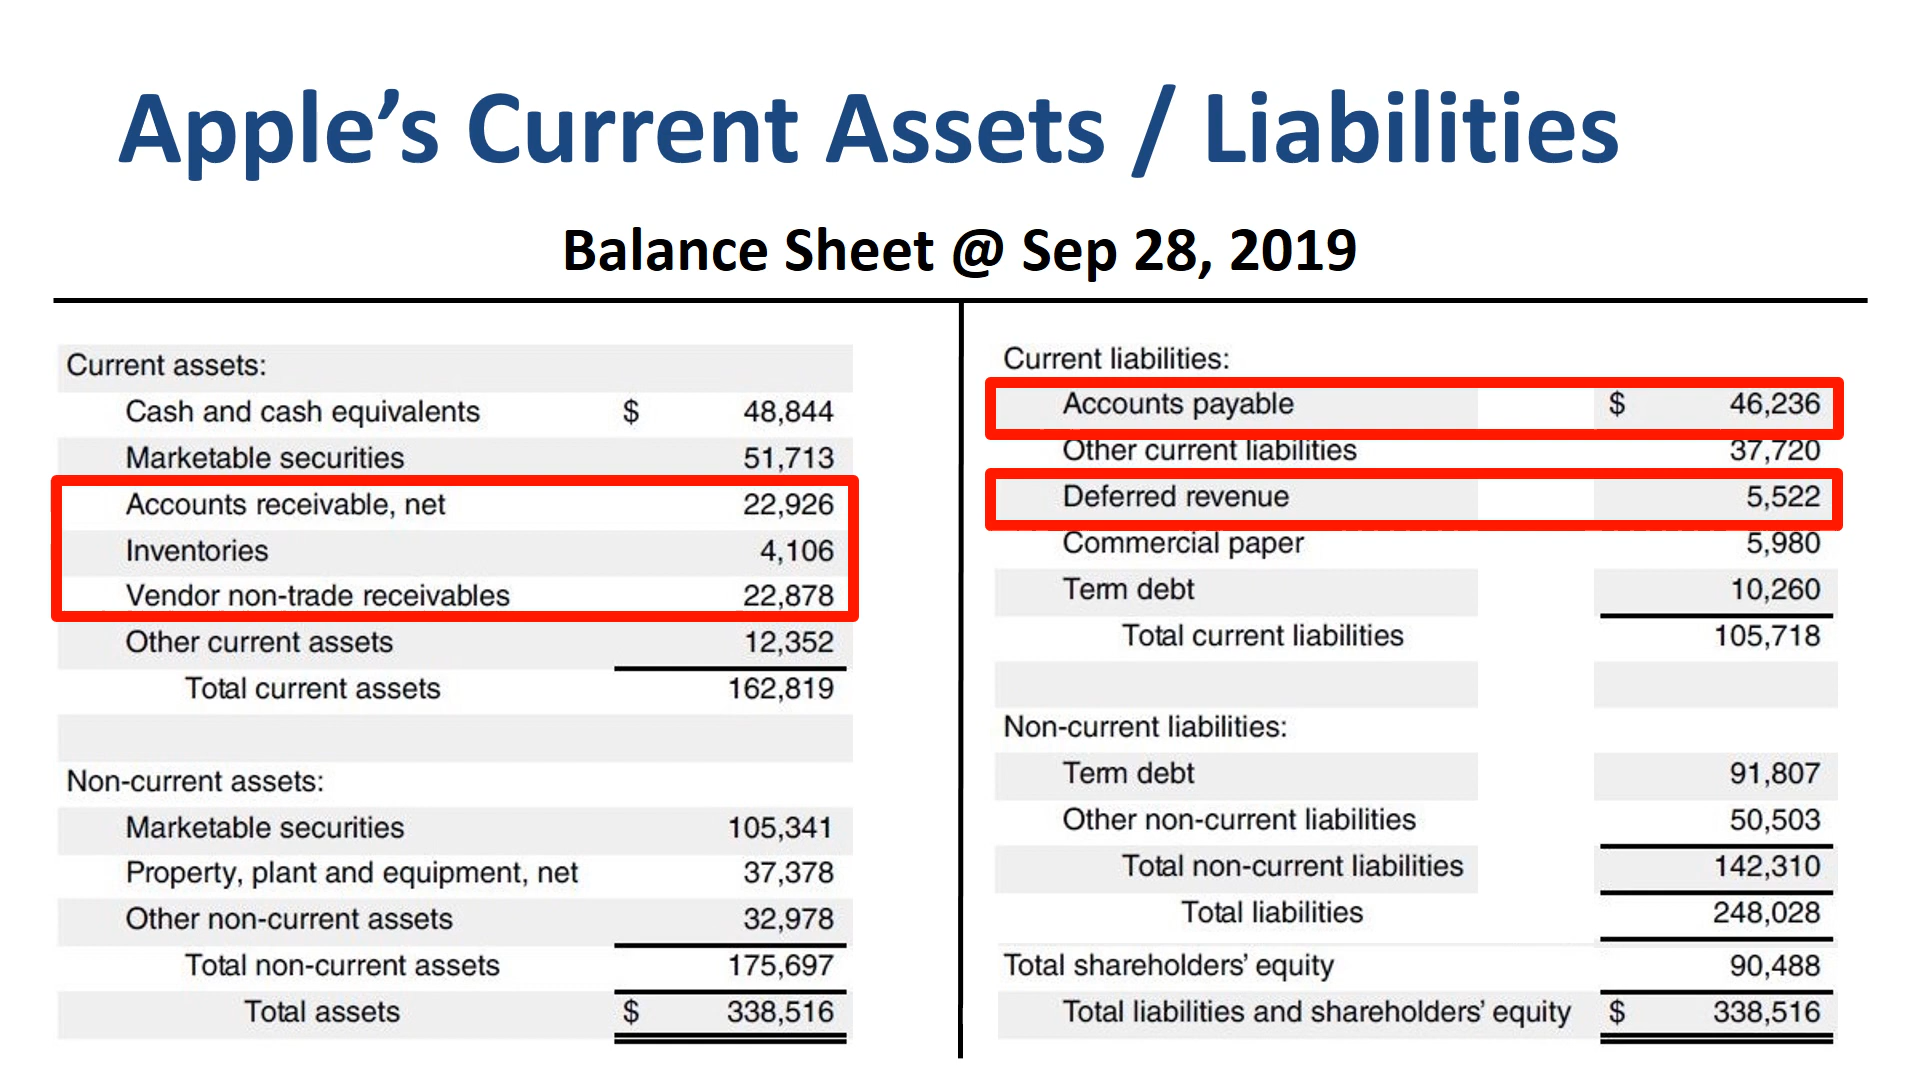 Apple’s Current Assets / Liabilities
Balance Sheet @ Sep 28, 2019
Current assets:
Cash and cash equivalents $ 48,844
Marketable securities 51,713
Accounts receivable, net 22,926
Inventories 4,106
Vendor non-trade receivables 22,878
Other current assets 12,352
Total current assets 162,819
Non-current assets:
Marketable securities 105,341
Property, plant and equipment, net 37,378
Other non-current assets 32,978
Total non-current assets 175,697
Total assets $ 338,516
Current liabilities:
Accounts payable $ 46,236
Other current liabilities 37,720
Deferred revenue 5,522
Commercial paper 5,980
Term debt 10,260
Total current liabilities 105,718
Non-current liabilities:
Term debt 91,807
Other non-current liabilities 50,503
Total non-current liabilities 142,310
Total liabilities 248,028
Total shareholders’ equity 90,488
Total liabilities and shareholders’ equity $ 338,516